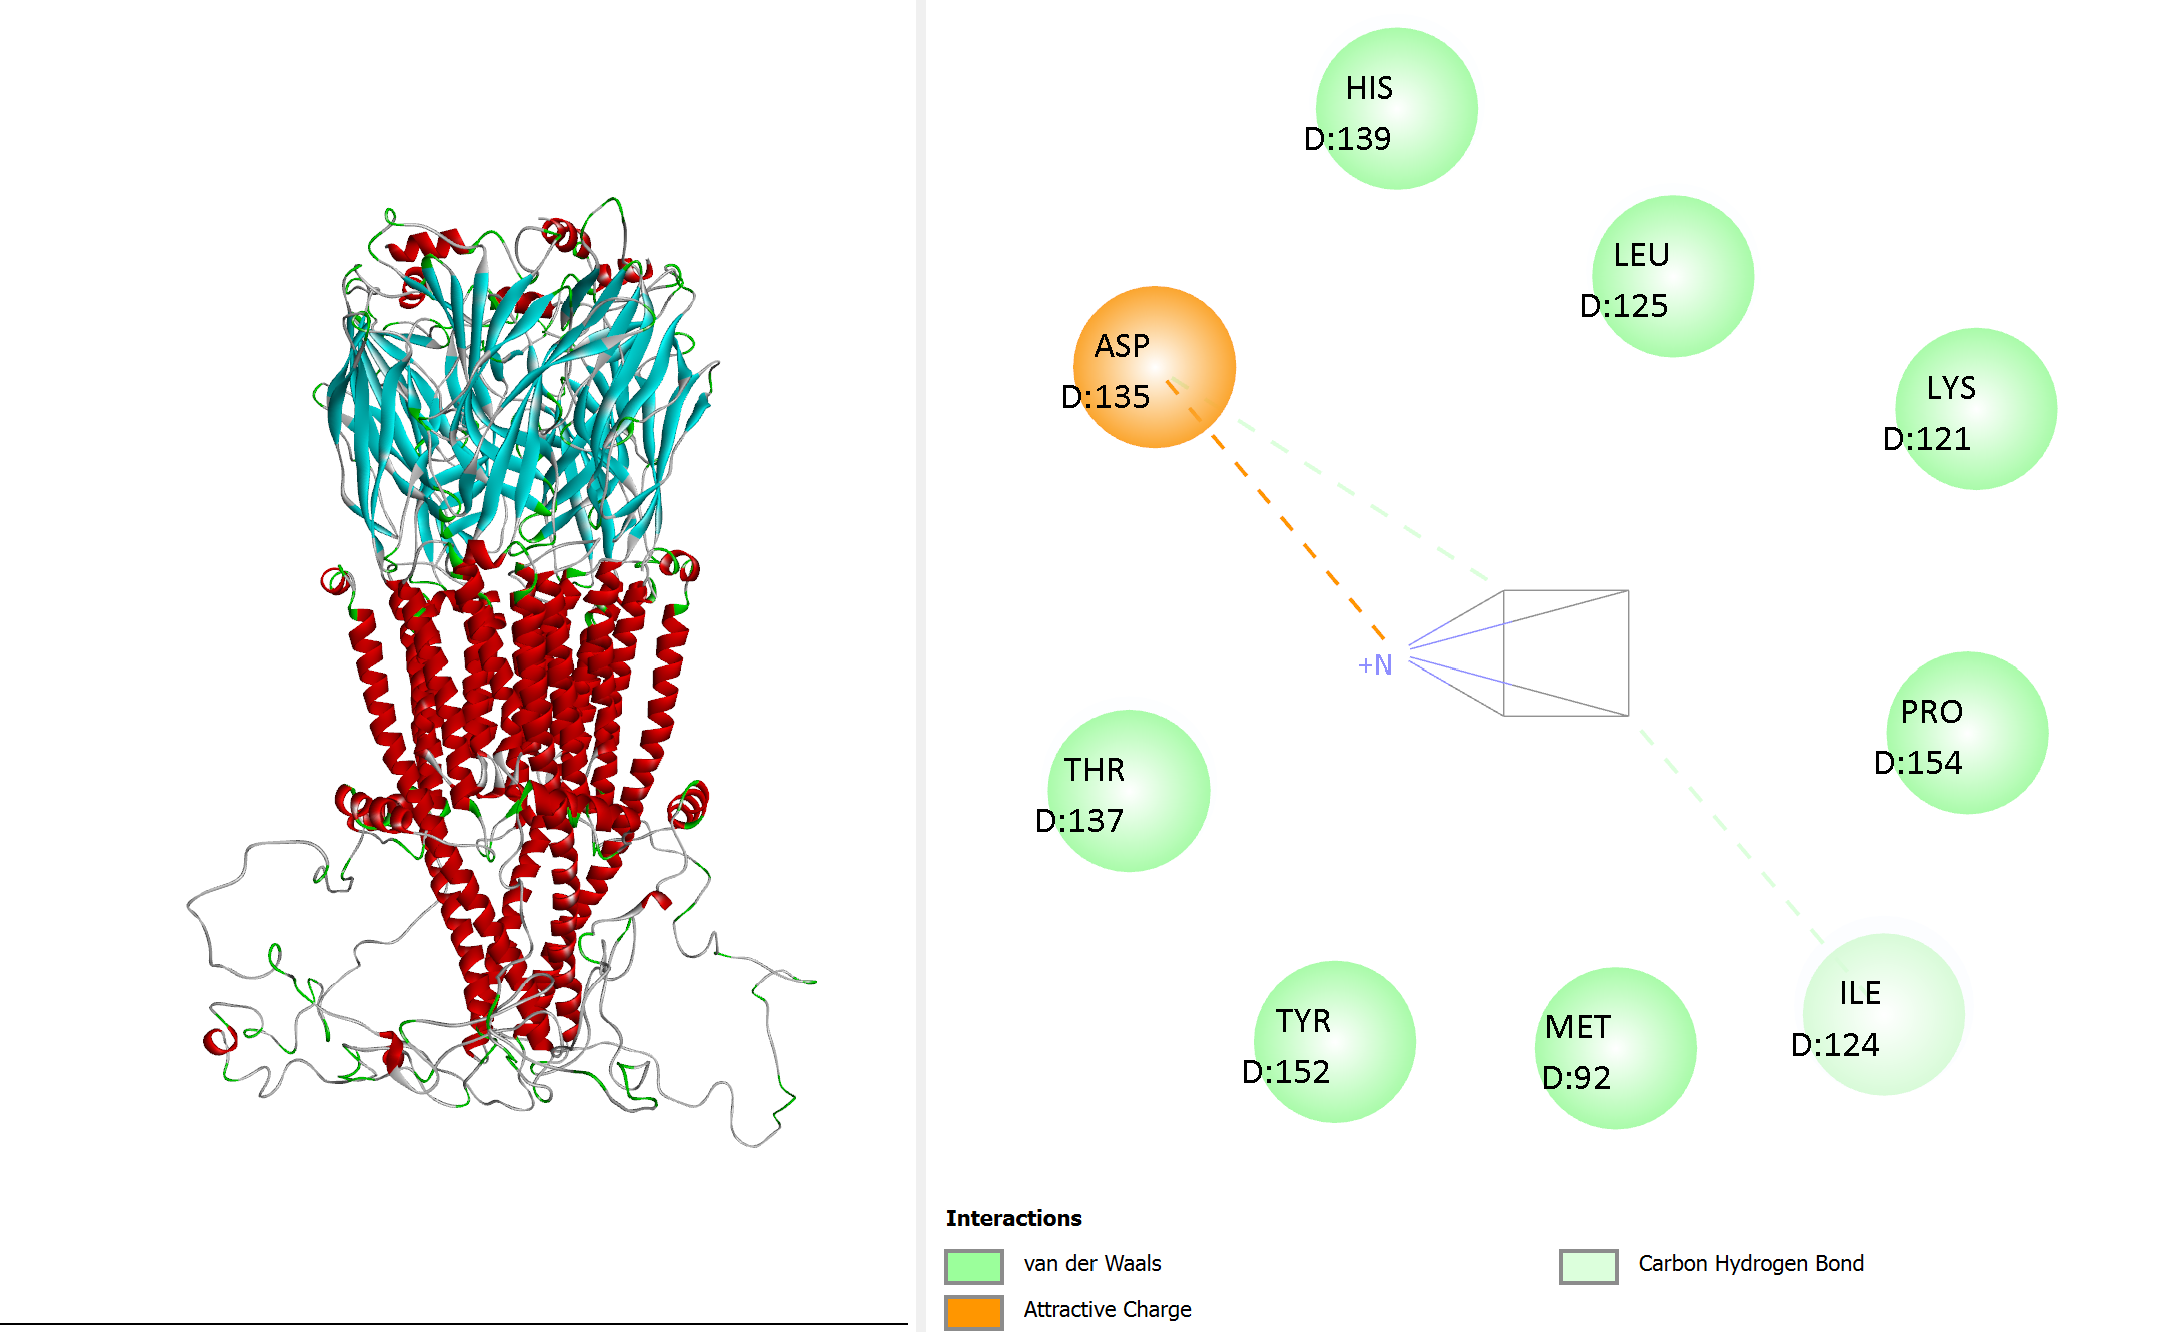 HIS
D:139
LEU
D:125
ASP
D:135
LYS
D:121
+N
PRO
D:154
THR
D:137
ILE
D:124
TYR
D:152
MET
D:92
Interactions
van der Waals
Attractive Charge
Carbon Hydrogen Bond